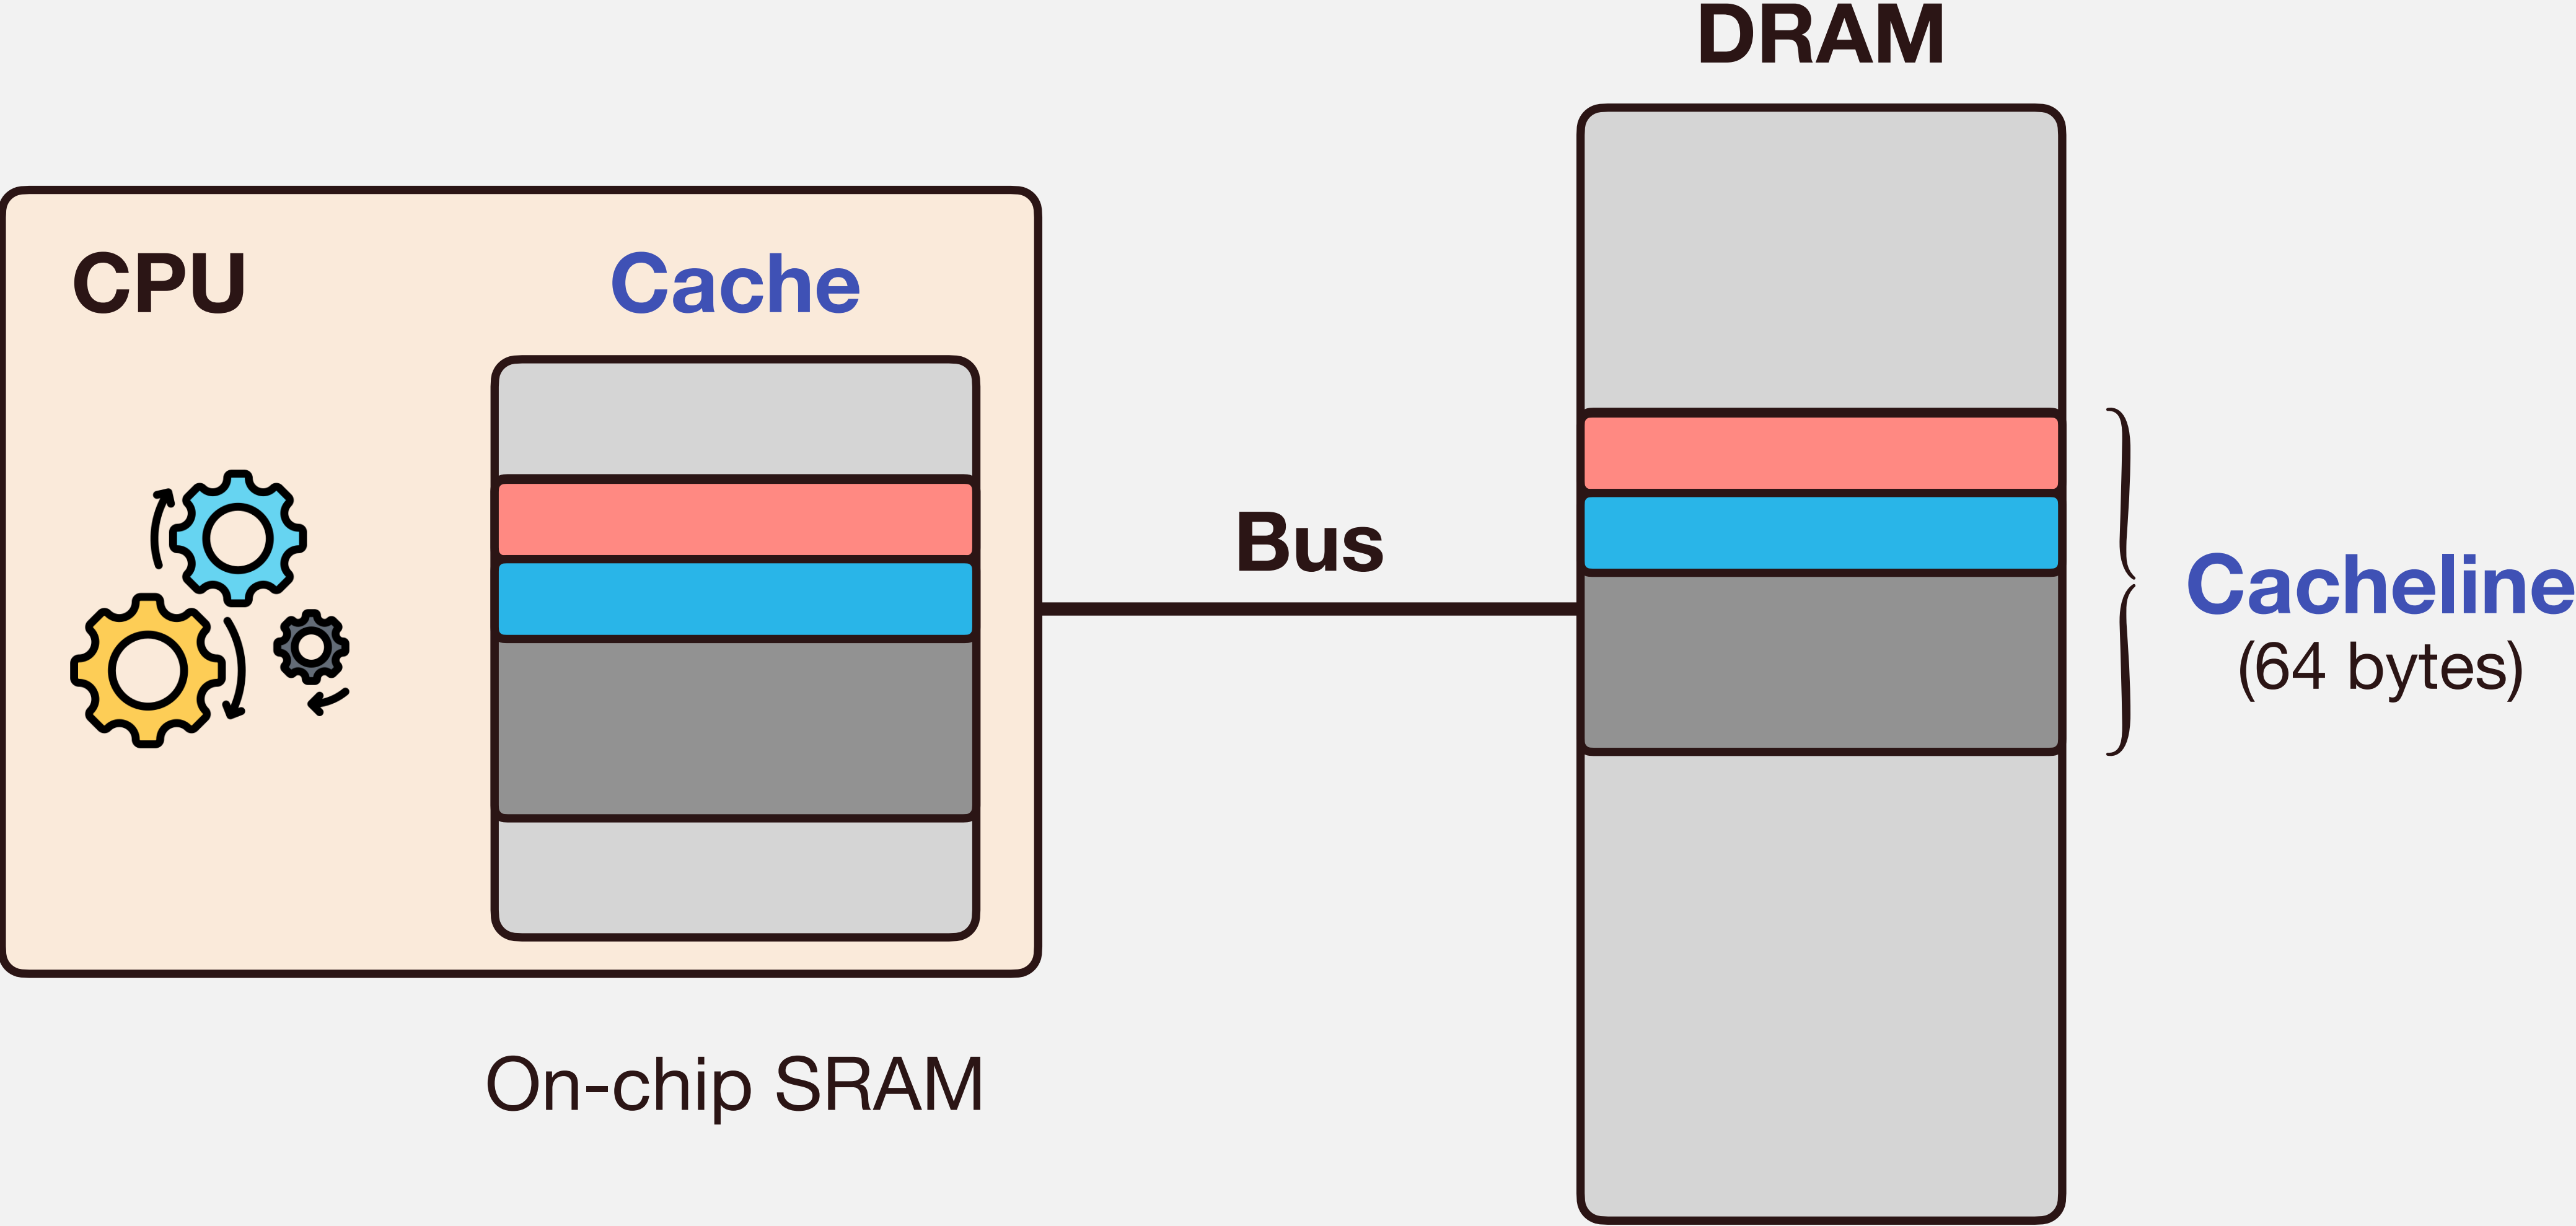 DRAM
CPU
Cache
Bus
Cacheline
(64 bytes)
On-chip SRAM